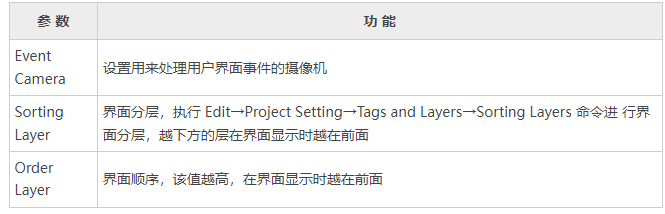 参 数 功 能
Event
Camera
设置用来处理用户界面事件的摄像机
Sorting
Layer
界面分层，执行 Edit→Project Setting→Tags and Layers→Sorting Layers 命令进 行界
面分层，越下方的层在界面显示时越在前面
Order
Layer
界面顺序，该值越高，在界面显示时越在前面